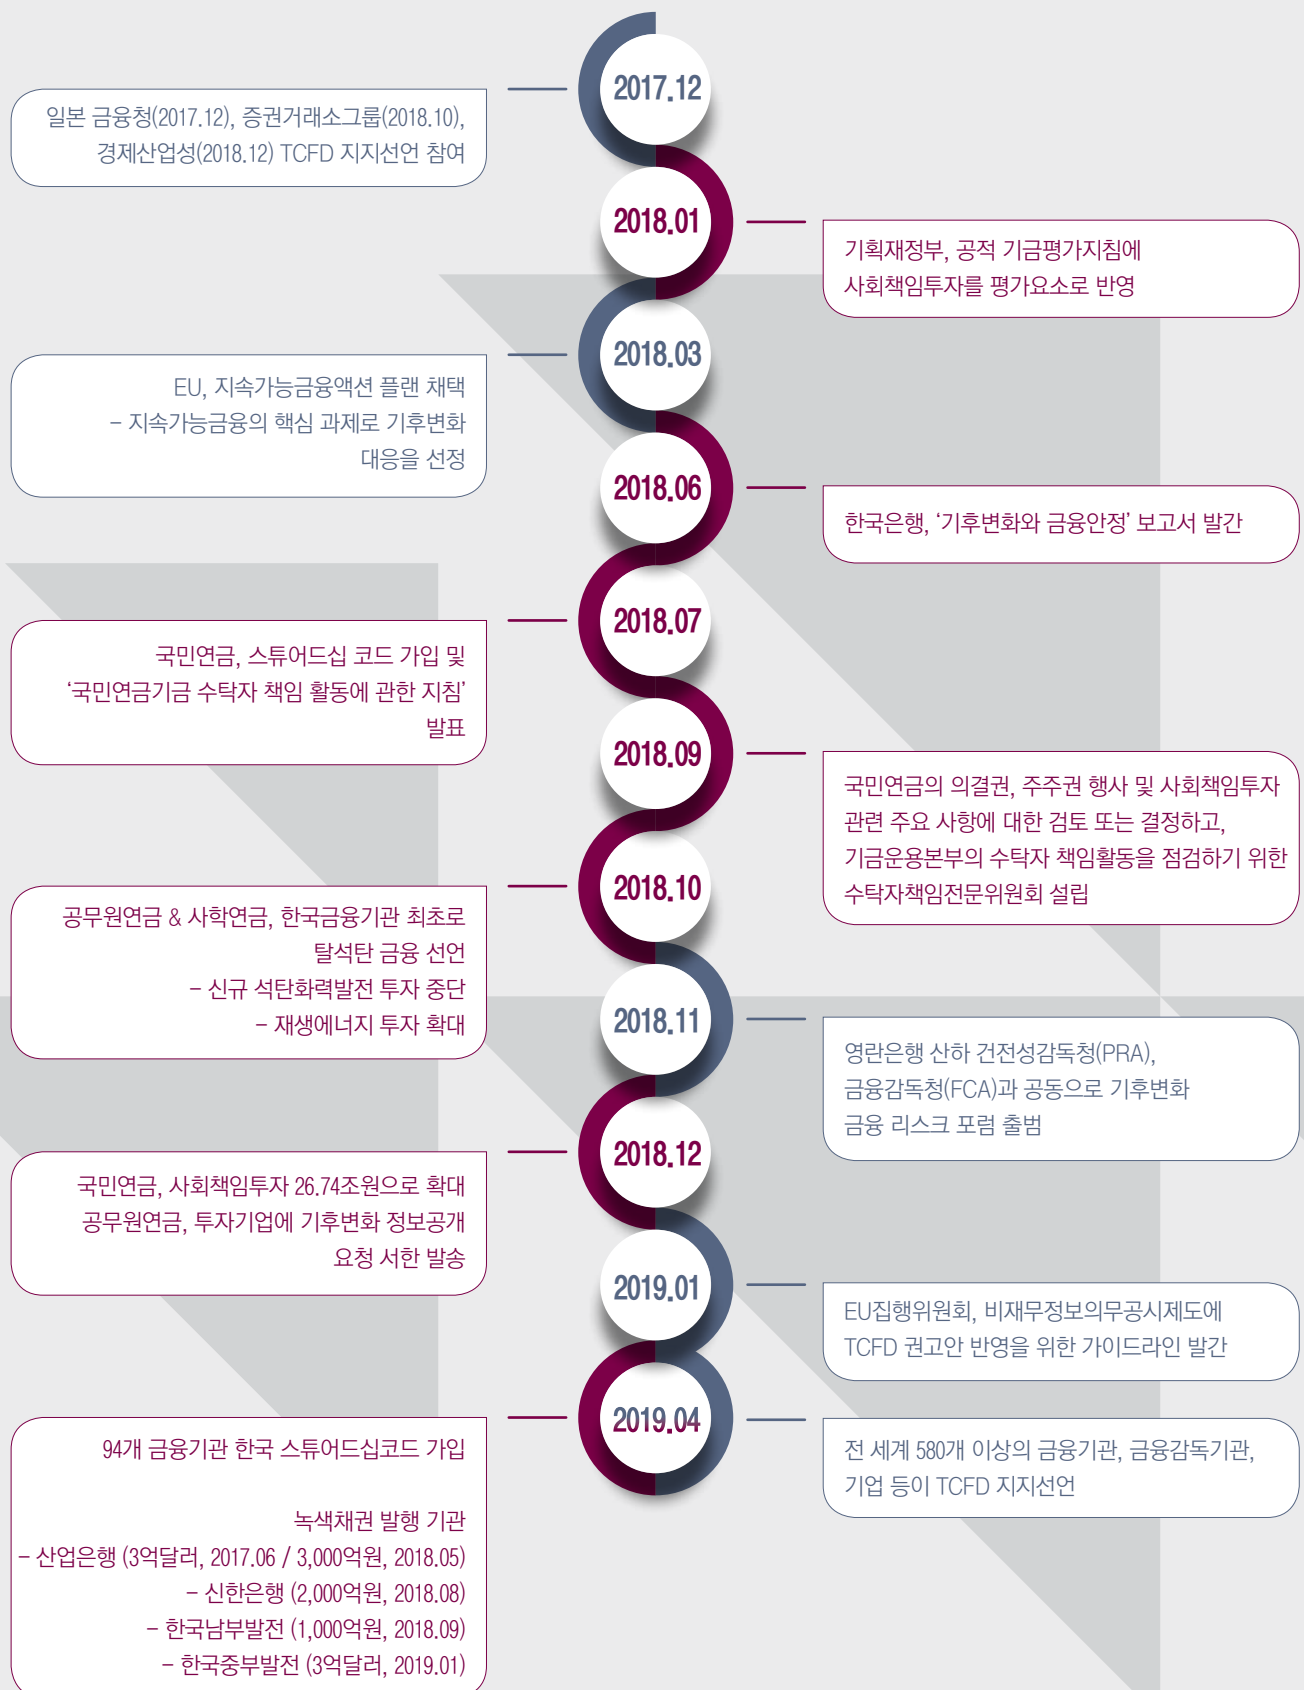 2017.12
일본 금융청(2017.12), 증권거래소그룹(2018.10),
경제산업성(2018.12) TCFD 지지선언 참여
2018.01
기획재정부, 공적 기금평가지침에
사회책임투자를 평가요소로 반영
2018.03
EU, 지속가능금융액션 플랜 채택
– 지속가능금융의 핵심 과제로 기후변화
대응을 선정
2018.06
한국은행, ‘기후변화와 금융안정’ 보고서 발간
2018.07
국민연금, 스튜어드십 코드 가입 및
‘국민연금기금 수탁자 책임 활동에 관한 지침’
발표
2018.09
국민연금의 의결권, 주주권 행사 및 사회책임투자
관련 주요 사항에 대한 검토 또는 결정하고,
기금운용본부의 수탁자 책임활동을 점검하기 위한
수탁자책임전문위원회 설립
2018.10
공무원연금 & 사학연금, 한국금융기관 최초로
탈석탄 금융 선언
– 신규 석탄화력발전 투자 중단
– 재생에너지 투자 확대
2018.11
영란은행 산하 건전성감독청(PRA),
금융감독청(FCA)과 공동으로 기후변화
금융 리스크 포럼 출범
2018.12
국민연금, 사회책임투자 26.74조원으로 확대
공무원연금, 투자기업에 기후변화 정보공개
요청 서한 발송
2019.01
EU집행위원회, 비재무정보의무공시제도에
TCFD 권고안 반영을 위한 가이드라인 발간
2019.04
94개 금융기관 한국 스튜어드십코드 가입
녹색채권 발행 기관
– 산업은행 (3억달러, 2017.06 / 3,000억원, 2018.05)
– 신한은행 (2,000억원, 2018.08)
– 한국남부발전 (1,000억원, 2018.09)
– 한국중부발전 (3억달러, 2019.01)
전 세계 580개 이상의 금융기관, 금융감독기관,
기업 등이 TCFD 지지선언